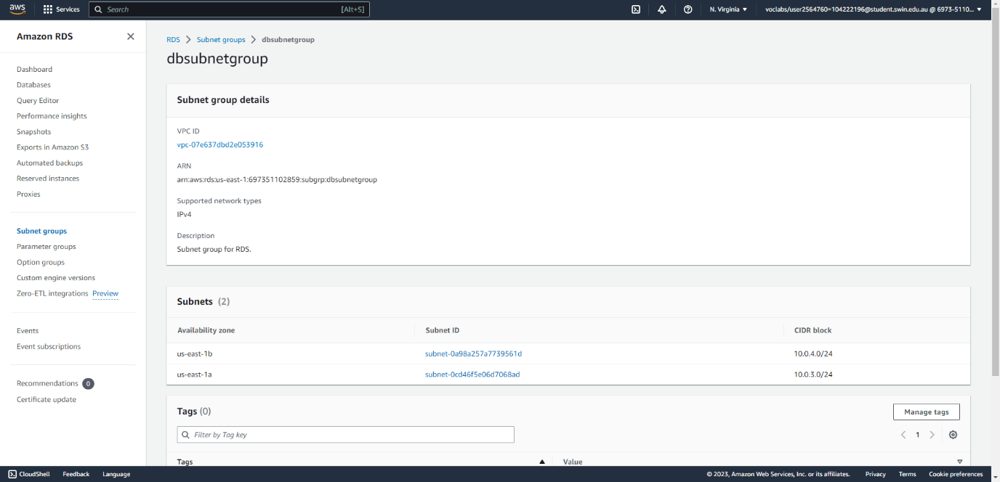 aws Services Search [Alt+S] N. Virginia voclabs/user2564760=104222196@student.swin.edu.au @ 6973-5110...
Amazon RDS
Dashboard
Databases
Query Editor
Performance insights
Snapshots
Exports in Amazon S3
Automated backups
Reserved instances
Proxies
Subnet groups
Parameter groups
Option groups
Custom engine versions
Zero-ETL integrations Preview
Events
Event subscriptions
Recommendations 0
Certificate update
RDS > Subnet groups > dbsubnetgroup
dbsubnetgroup
Subnet group details
VPC ID
vpc-07e637dbd2e053916
ARN
arn:aws:rds:us-east-1:697351102859:subgrp:dbsubnetgroup
Supported network types
IPv4
Description
Subnet group for RDS.
Subnets (2)
Availability zone Subnet ID CIDR block
us-east-1b subnet-0a98a257a7739561d 10.0.4.0/24
us-east-1a subnet-0cd46f5e06d7068ad 10.0.3.0/24
Tags (0) Manage tags
Filter by Tag key 1
Tags Value
CloudShell Feedback Language © 2023, Amazon Web Services, Inc. or its affiliates. Privacy Terms Cookie preferences